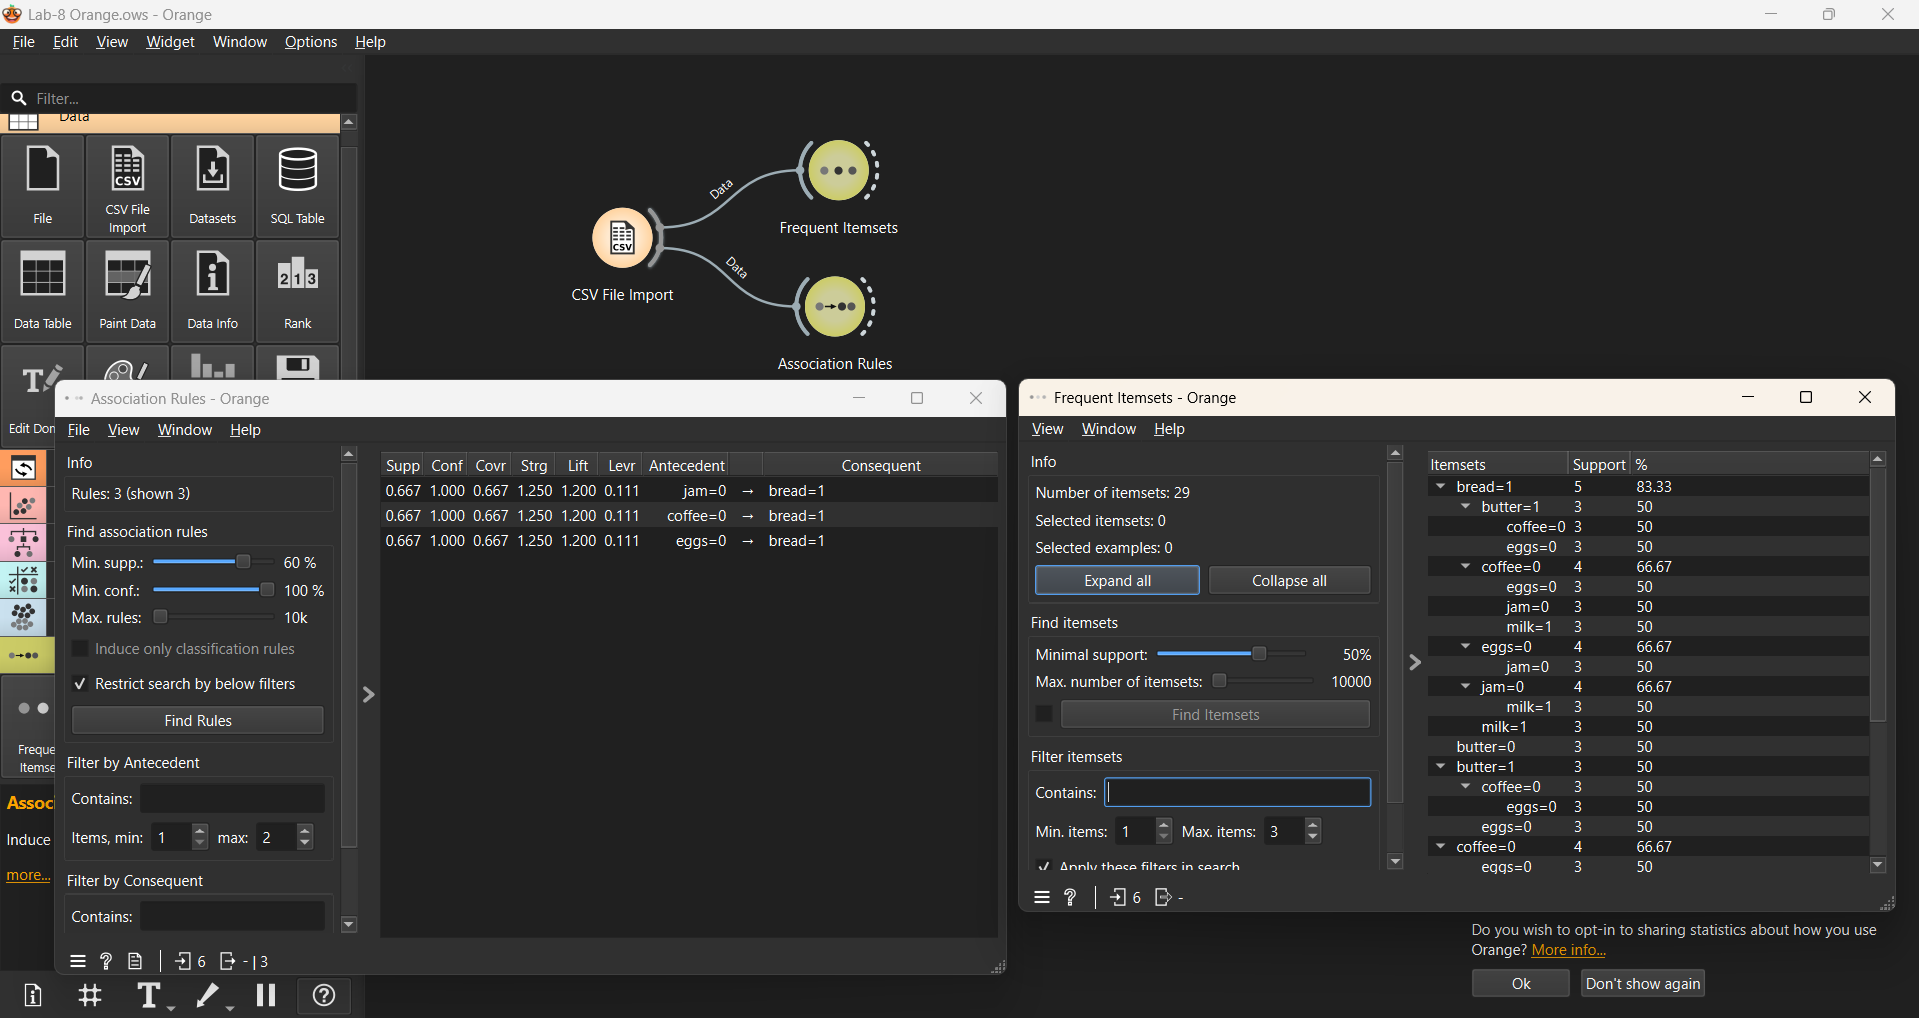 Lab-8 Orange.ows - Orange
File Edit View Widget Window Options Help
Filter...
Data
File
CSV File Import
Datasets
SQL Table
Data Table
Paint Data
Data Info
Rank
Edit Dom
Freque
Itemse
Assoc
Induce
more...
Data
Data
CSV
CSV File Import
Frequent Itemsets
Association Rules
Association Rules - Orange
File View Window Help
Info
Rules: 3 (shown 3)
Find association rules
Min. supp.: 60 %
Min. conf.: 100 %
Max. rules: 10k
Induce only classification rules
Restrict search by below filters
Find Rules
Filter by Antecedent
Contains:
Items, min: 1 max: 2
Filter by Consequent
Contains:
6 - | 3
Supp Conf Covr Strg Lift Levr Antecedent Consequent
0.667 1.000 0.667 1.250 1.200 0.111 jam=0 → bread=1
0.667 1.000 0.667 1.250 1.200 0.111 coffee=0 → bread=1
0.667 1.000 0.667 1.250 1.200 0.111 eggs=0 → bread=1
Frequent Itemsets - Orange
View Window Help
Info
Number of itemsets: 29
Selected itemsets: 0
Selected examples: 0
Expand all Collapse all
Find itemsets
Minimal support: 50%
Max. number of itemsets: 10000
Find Itemsets
Filter itemsets
Contains:
Min. items: 1 Max. items: 3
Apply these filters in search
6 -
Itemsets Support %
bread=1 5 83.33
butter=1 3 50
coffee=0 3 50
eggs=0 3 50
coffee=0 4 66.67
eggs=0 3 50
jam=0 3 50
milk=1 3 50
eggs=0 4 66.67
jam=0 3 50
jam=0 4 66.67
milk=1 3 50
milk=1 3 50
butter=0 3 50
butter=1 3 50
coffee=0 3 50
eggs=0 3 50
eggs=0 3 50
coffee=0 4 66.67
eggs=0 3 50
Do you wish to opt-in to sharing statistics about how you use
Orange? More info...
Ok Don't show again